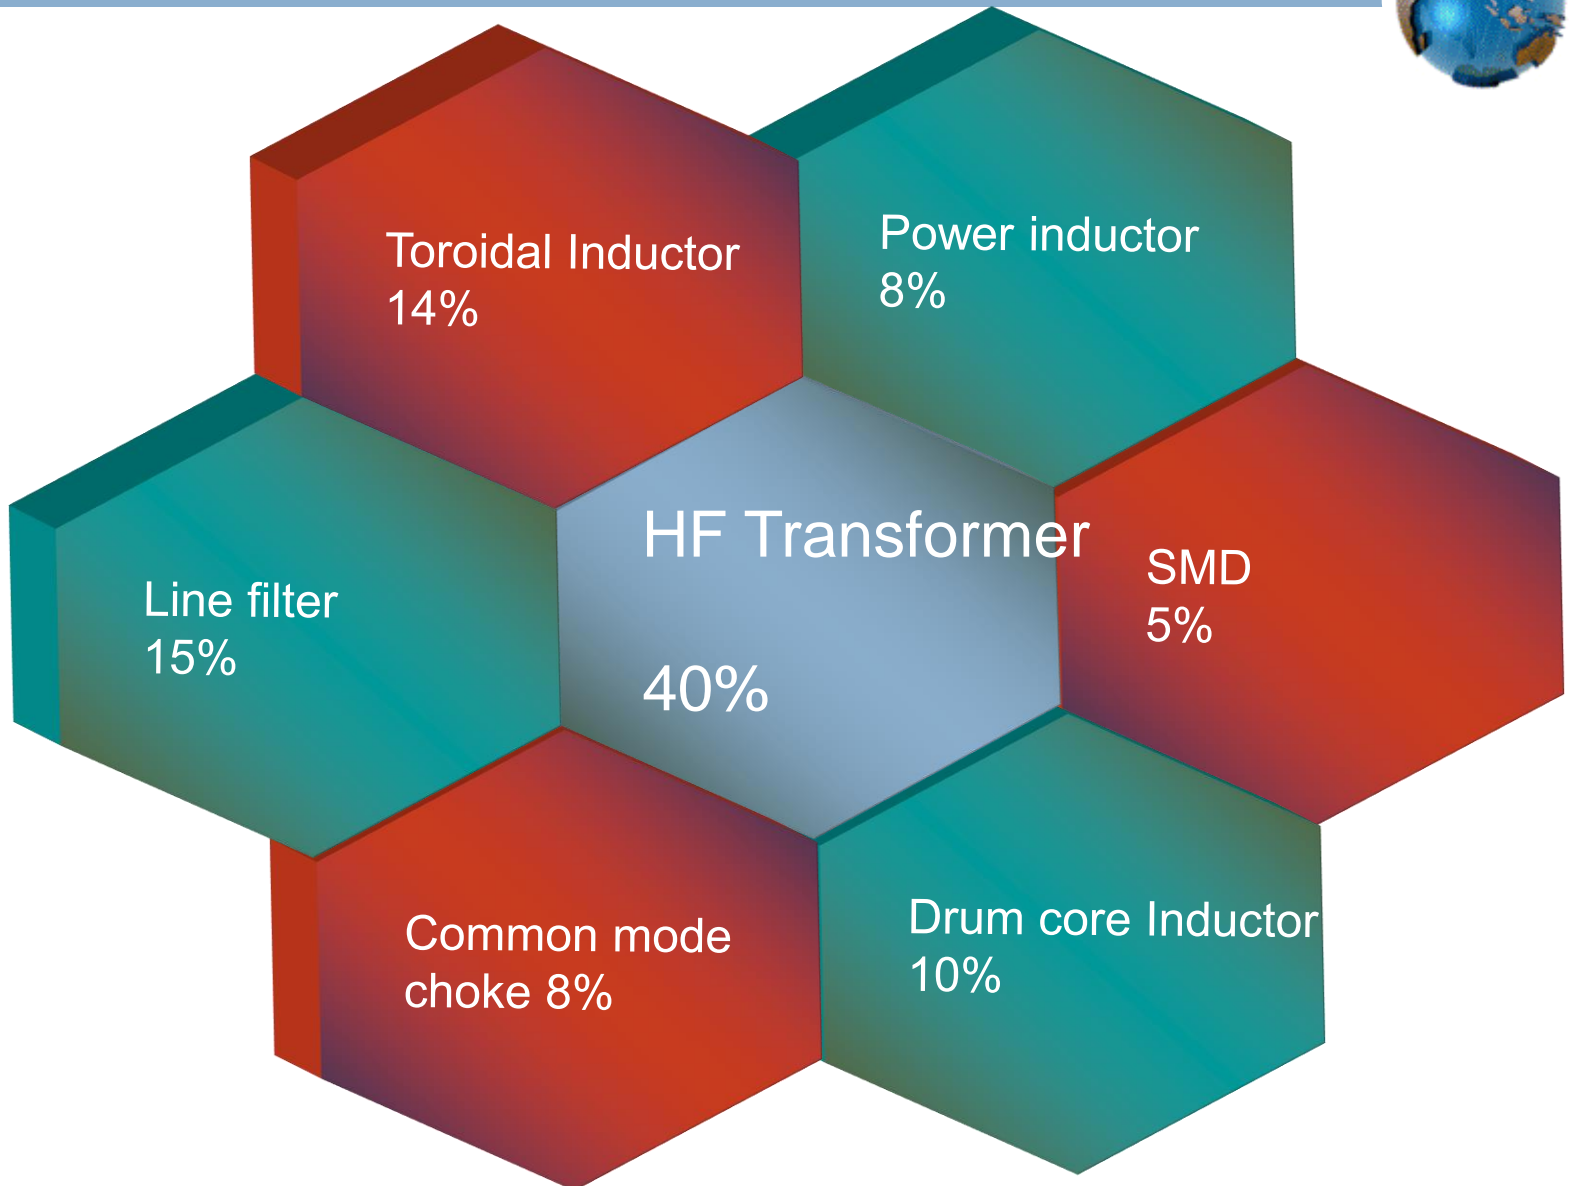 Toroidal Inductor
14%
Power inductor
8%
HF Transformer
40%
SMD
5%
Line filter
15%
Common mode
choke 8%
Drum core Inductor
10%